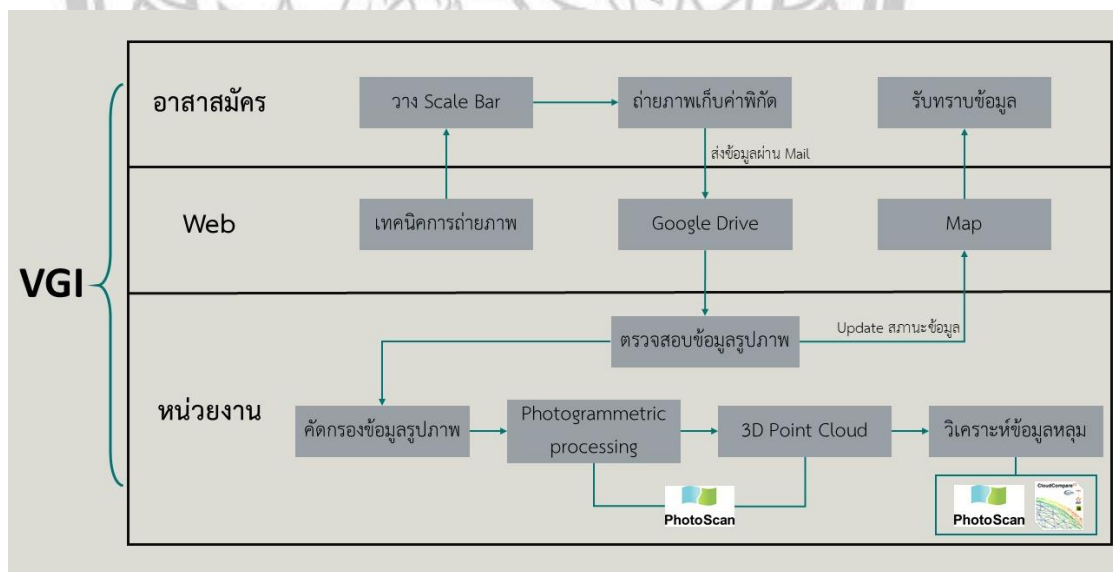 VGI
อาสาสมัคร
วาง Scale Bar
ถ่ายภาพเก็บค่าพิกัด
รับทราบข้อมูล
ส่งข้อมูลผ่าน Mail
Web
เทคนิคการถ่ายภาพ
Google Drive
Map
หน่วยงาน
ตรวจสอบข้อมูลรูปภาพ
Update สภานะข้อมูล
คัดกรองข้อมูลรูปภาพ
Photogrammetric
processing
3D Point Cloud
วิเคราะห์ข้อมูลหลุม
PhotoScan
PhotoScan
CloudCompare